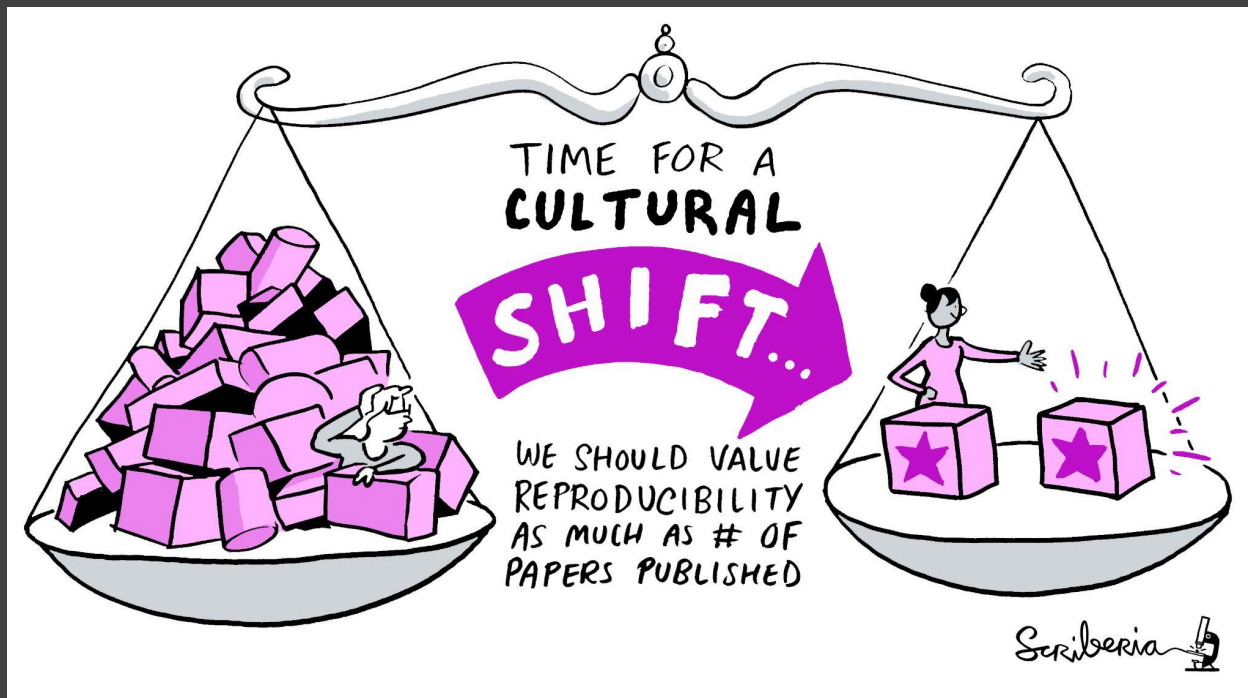 TIME FOR A
CULTURAL
SHIFT...
WE SHOULD VALUE
REPRODUCIBILITY
AS MUCH AS # OF
PAPERS PUBLISHED
Scriberia